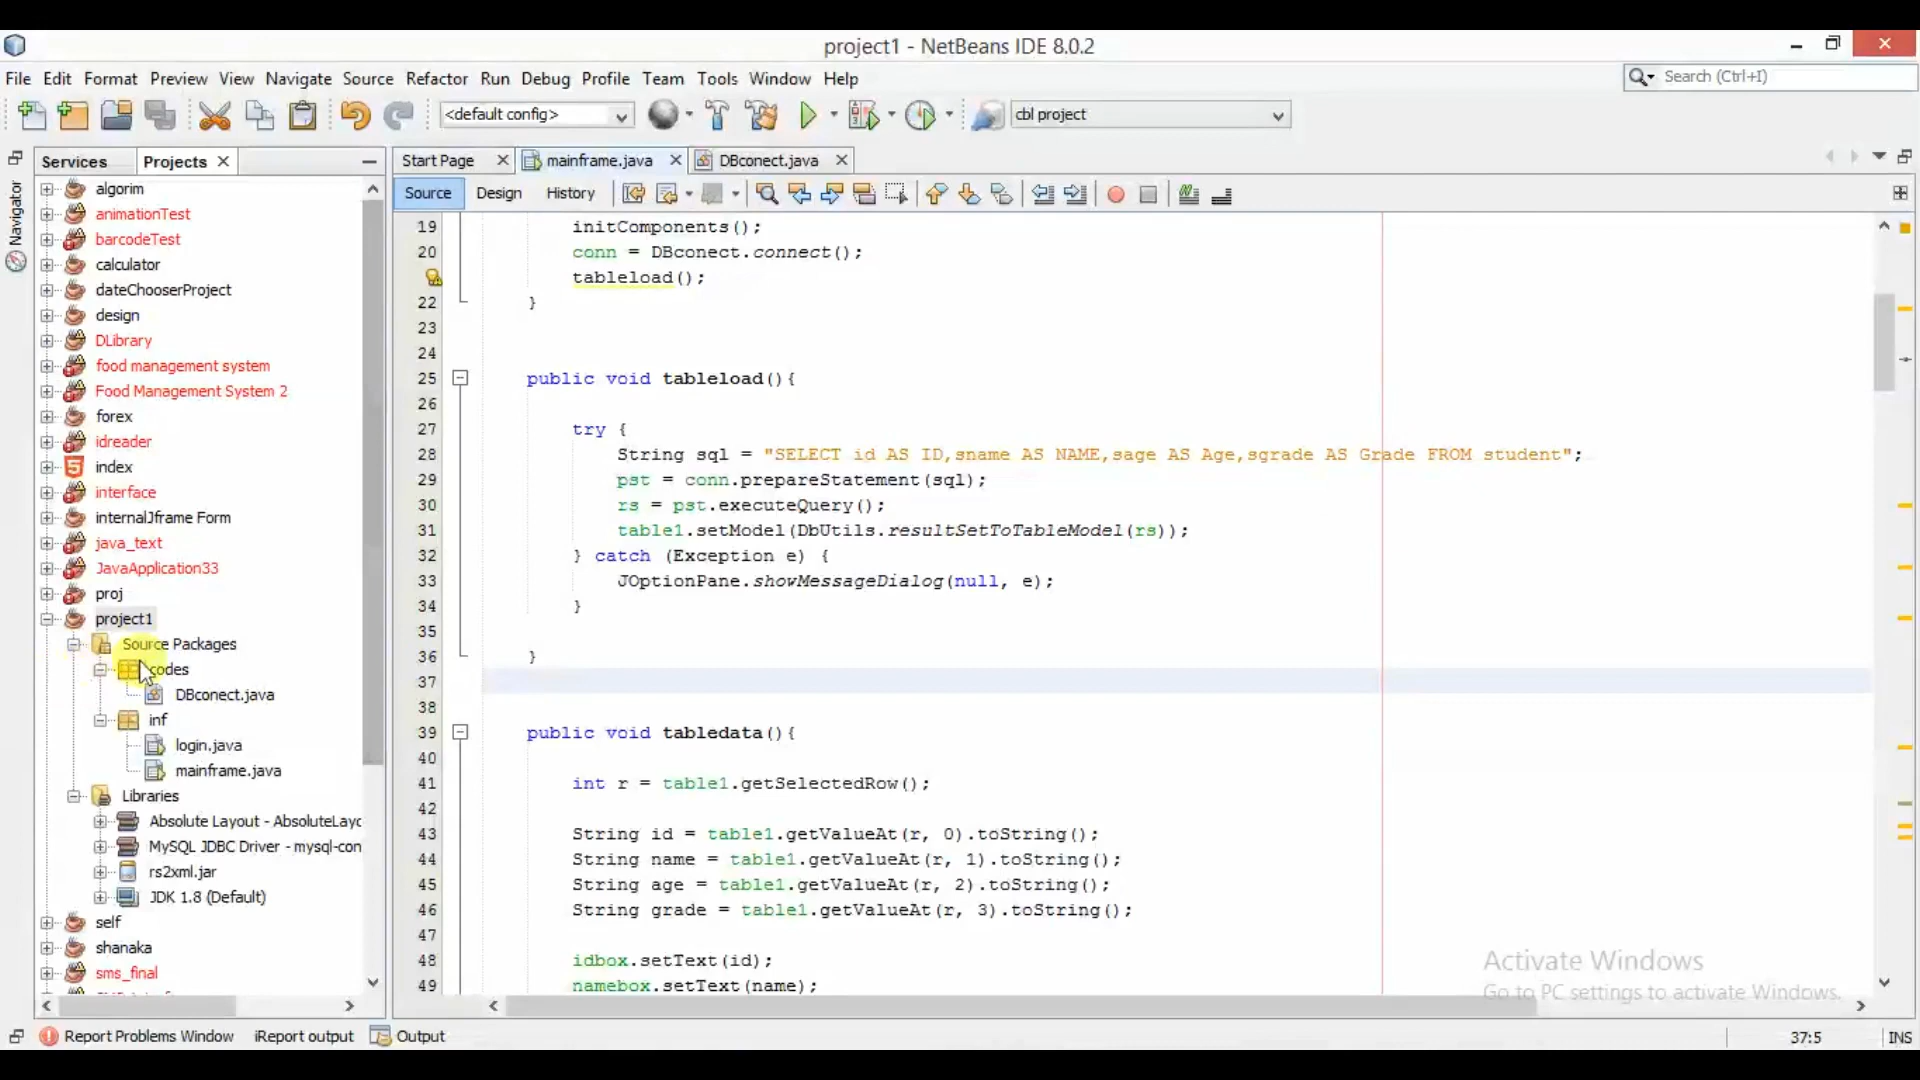 project1 - NetBeans IDE 8.0.2
File Edit Format Preview View Navigate Source Refactor Run Debug Profile Team Tools Window Help
Search (Ctrl+I)
<default config>
cbl project
Services
Projects
Start Page
mainframe.java
DBconect.java
Source
Design
History
Navigator
algorim
animationTest
barcodeTest
calculator
dateChooserProject
design
DLibrary
food management system
Food Management System 2
forex
idreader
index
interface
internalJframe Form
java_text
JavaApplication33
proj
project1
Source Packages
codes
DBconect.java
inf
login.java
mainframe.java
Libraries
Absolute Layout - AbsoluteLayo
MySQL JDBC Driver - mysql-con
rs2xml.jar
JDK 1.8 (Default)
self
shanaka
sms_final
19 initComponents();
20 conn = DBconect.connect();
tableload();
22 }
23
24
25 public void tableload(){
26
27 try {
28 String sql = "SELECT id AS ID,sname AS NAME,sage AS Age,sgrade AS Grade FROM student";
29 pst = conn.prepareStatement(sql);
30 rs = pst.executeQuery();
31 table1.setModel(DbUtils.resultSetToTableModel(rs));
32 } catch (Exception e) {
33 JOptionPane.showMessageDialog(null, e);
34 }
35
36 }
37
38
39 public void tabledata(){
40
41 int r = table1.getSelectedRow();
42
43 String id = table1.getValueAt(r, 0).toString();
44 String name = table1.getValueAt(r, 1).toString();
45 String age = table1.getValueAt(r, 2).toString();
46 String grade = table1.getValueAt(r, 3).toString();
47
48 idbox.setText(id);
49 namebox.setText(name);
Activate Windows
Go to PC settings to activate Windows.
Report Problems Window
iReport output
Output
37:5
INS